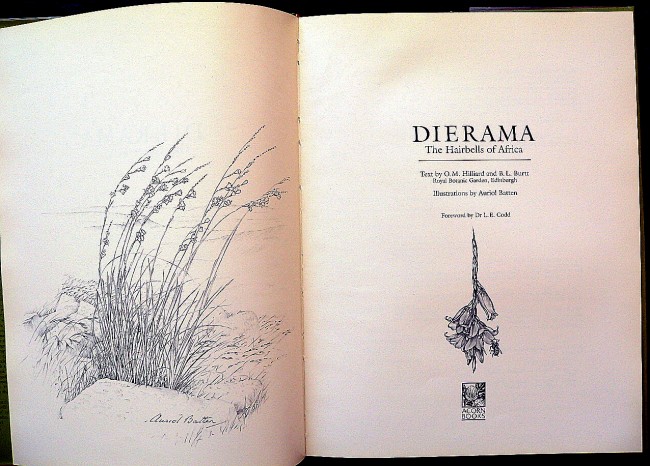 Auriol Batten
DIERAMA
The Hairbells of Africa
Text by O. M. Hilliard and B. L. Burtt
Royal Botanic Garden, Edinburgh
Illustrations by Auriol Batten
Foreword by Dr L. E. Codd
ACORN
BOOKS